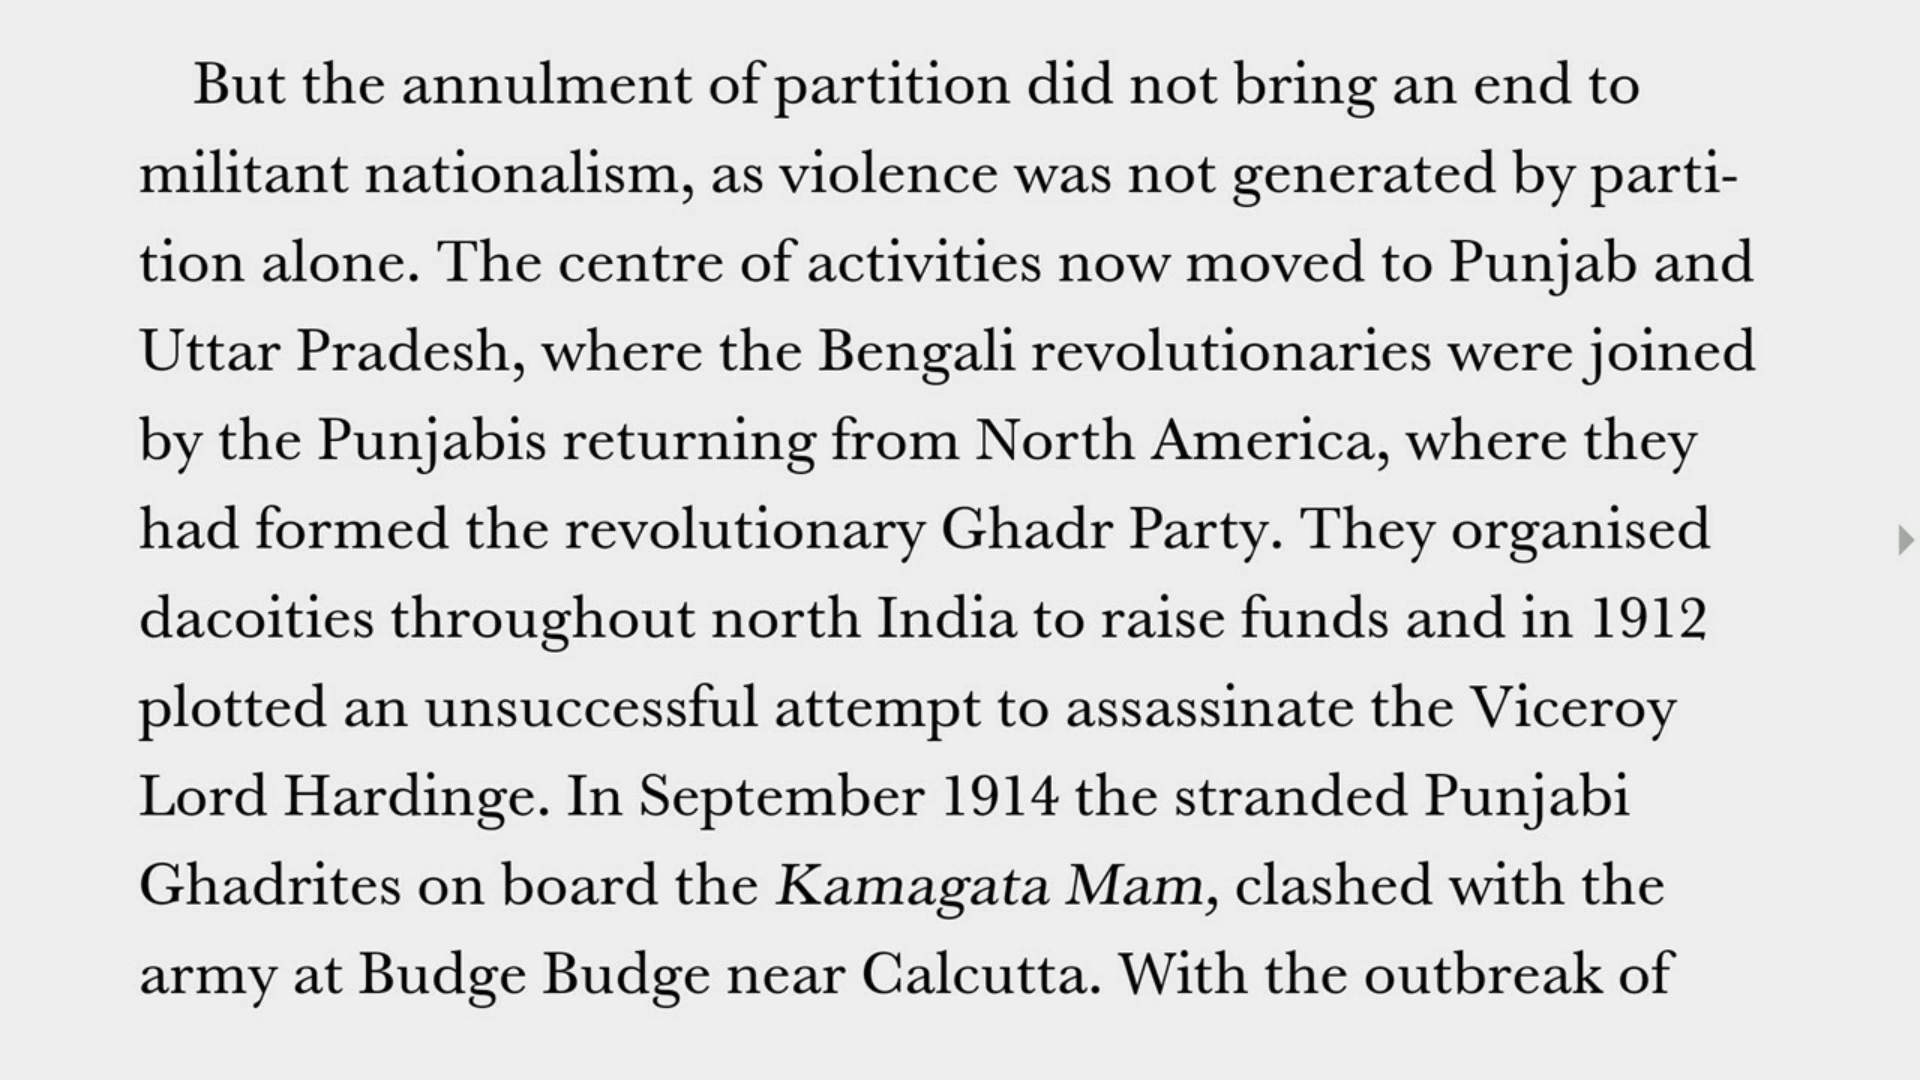 But the annulment of partition did not bring an end to
militant nationalism, as violence was not generated by parti-
tion alone. The centre of activities now moved to Punjab and
Uttar Pradesh, where the Bengali revolutionaries were joined
by the Punjabis returning from North America, where they
had formed the revolutionary Ghadr Party. They organised
dacoities throughout north India to raise funds and in 1912
plotted an unsuccessful attempt to assassinate the Viceroy
Lord Hardinge. In September 1914 the stranded Punjabi
Ghadrites on board the Kamagata Mam, clashed with the
army at Budge Budge near Calcutta. With the outbreak of